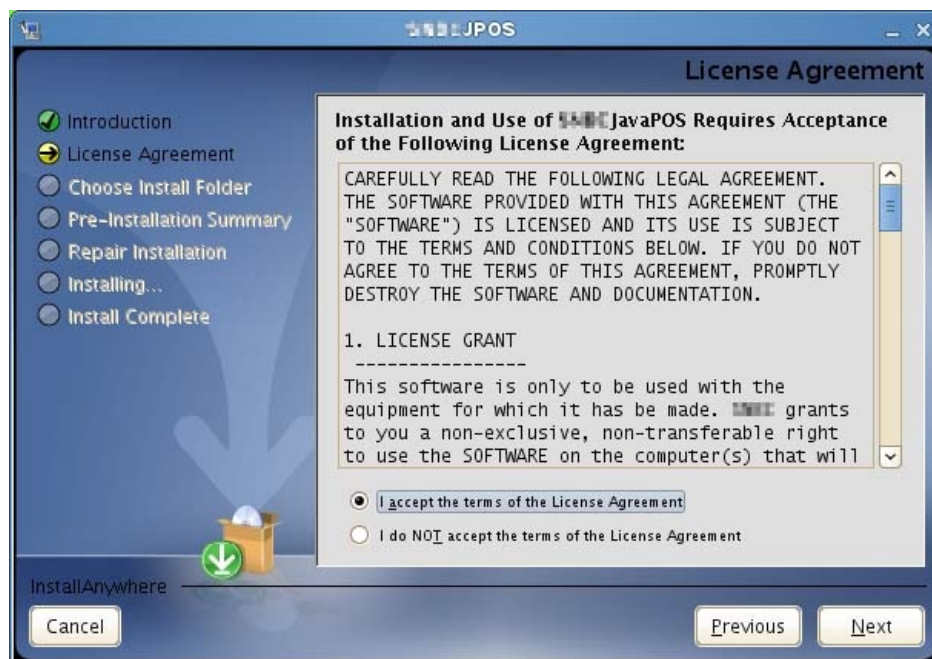 JPOS
License Agreement
Introduction
License Agreement
Choose Install Folder
Pre-Installation Summary
Repair Installation
Installing...
Install Complete
Installation and Use of JavaPOS Requires Acceptance
of the Following License Agreement:
CAREFULLY READ THE FOLLOWING LEGAL AGREEMENT.
THE SOFTWARE PROVIDED WITH THIS AGREEMENT (THE
"SOFTWARE") IS LICENSED AND ITS USE IS SUBJECT
TO THE TERMS AND CONDITIONS BELOW. IF YOU DO NOT
AGREE TO THE TERMS OF THIS AGREEMENT, PROMPTLY
DESTROY THE SOFTWARE AND DOCUMENTATION.
1. LICENSE GRANT
----------------
This software is only to be used with the
equipment for which it has be made. grants
to you a non-exclusive, non-transferable right
to use the SOFTWARE on the computer(s) that will
I accept the terms of the License Agreement
I do NOT accept the terms of the License Agreement
InstallAnywhere
Cancel
Previous
Next